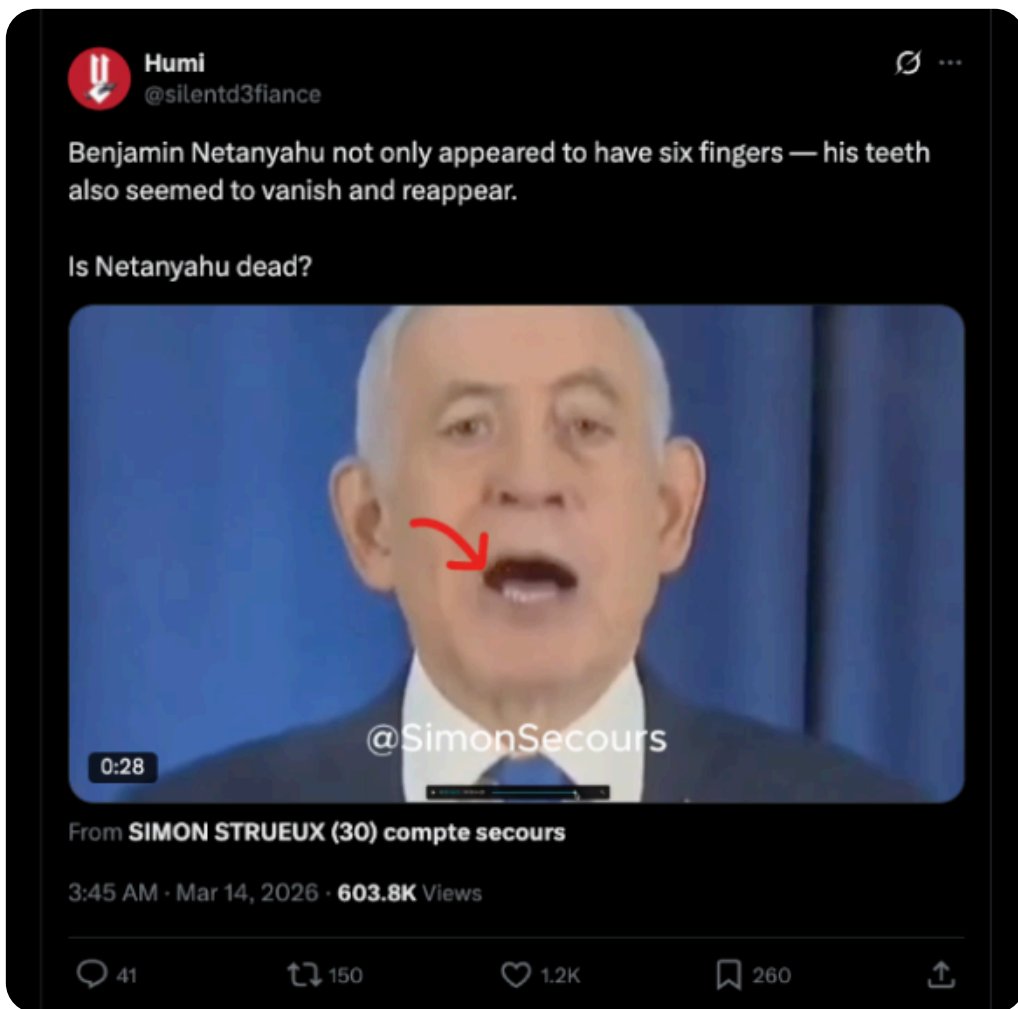 Humi
@silentd3fiance
Benjamin Netanyahu not only appeared to have six fingers — his teeth
also seemed to vanish and reappear.
Is Netanyahu dead?
@SimonSecours
0:28
From SIMON STRUEUX (30) compte secours
3:45 AM · Mar 14, 2026 · 603.8K Views
41 150 1.2K 260